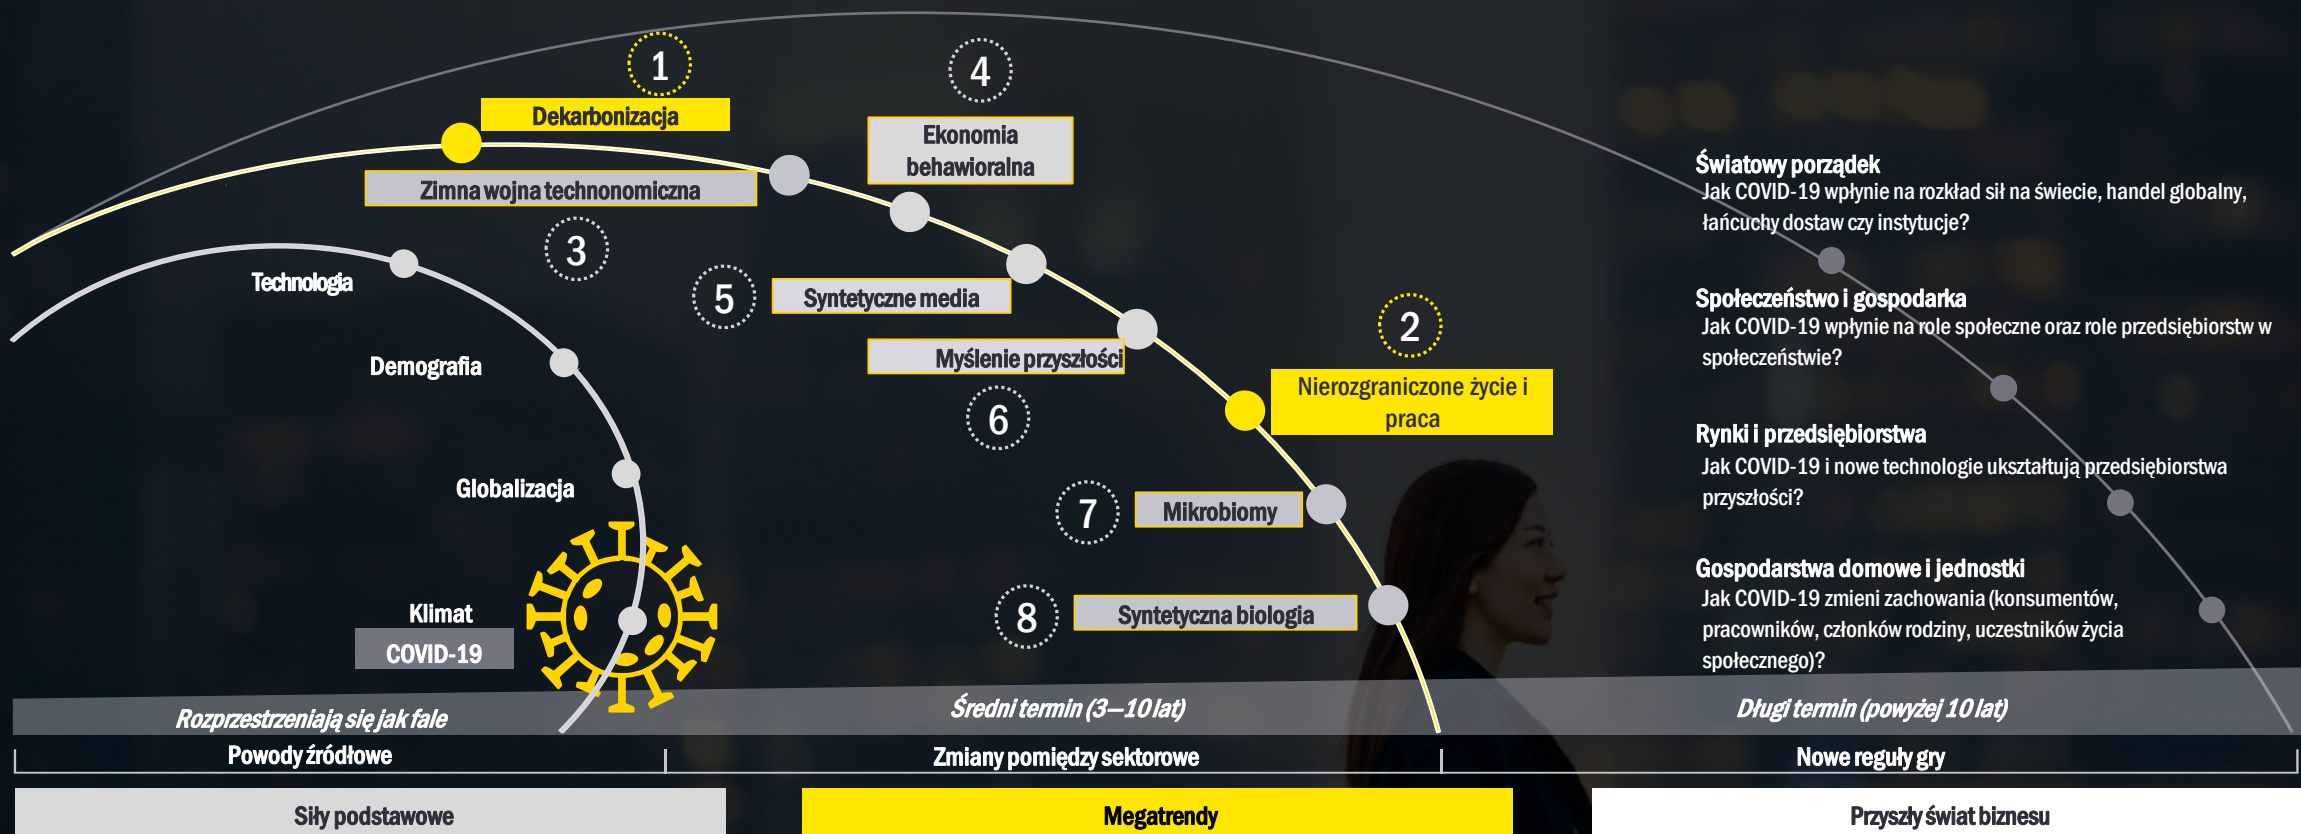 1
Dekarbonizacja
Zimna wojna technonomiczna
3
4
Ekonomia
behawioralna
5
Syntetyczne media
Myślenie przyszłości
6
2
Nierozgraniczone życie i
praca
7
Mikrobiomy
8
Syntetyczna biologia
Technologia
Demografia
Globalizacja
Klimat
COVID-19
Światowy porządek
Jak COVID-19 wpłynie na rozkład sił na świecie, handel globalny,
łańcuchy dostaw czy instytucje?
Społeczeństwo i gospodarka
Jak COVID-19 wpłynie na role społeczne oraz role przedsiębiorstw w
społeczeństwie?
Rynki i przedsiębiorstwa
Jak COVID-19 i nowe technologie ukształtują przedsiębiorstwa
przyszłości?
Gospodarstwa domowe i jednostki
Jak COVID-19 zmieni zachowania (konsumentów,
pracowników, członków rodziny, uczestników życia
społecznego)?
Rozprzestrzeniają się jak fale
Średni termin (3–10 lat)
Długi termin (powyżej 10 lat)
Powody źródłowe
Zmiany pomiędzy sektorowe
Nowe reguły gry
Siły podstawowe
Megatrendy
Przyszły świat biznesu